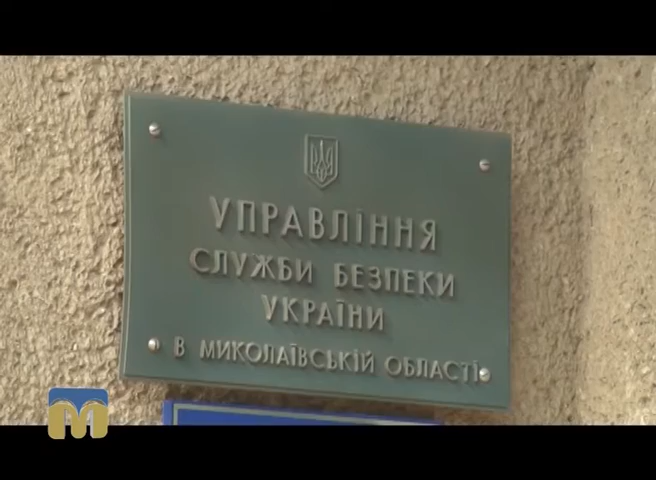 УПРАВЛІННЯ
СЛУЖБИ БЕЗПЕКИ
УКРАЇНИ
В МИКОЛАЇВСЬКІЙ ОБЛАСТІ
М